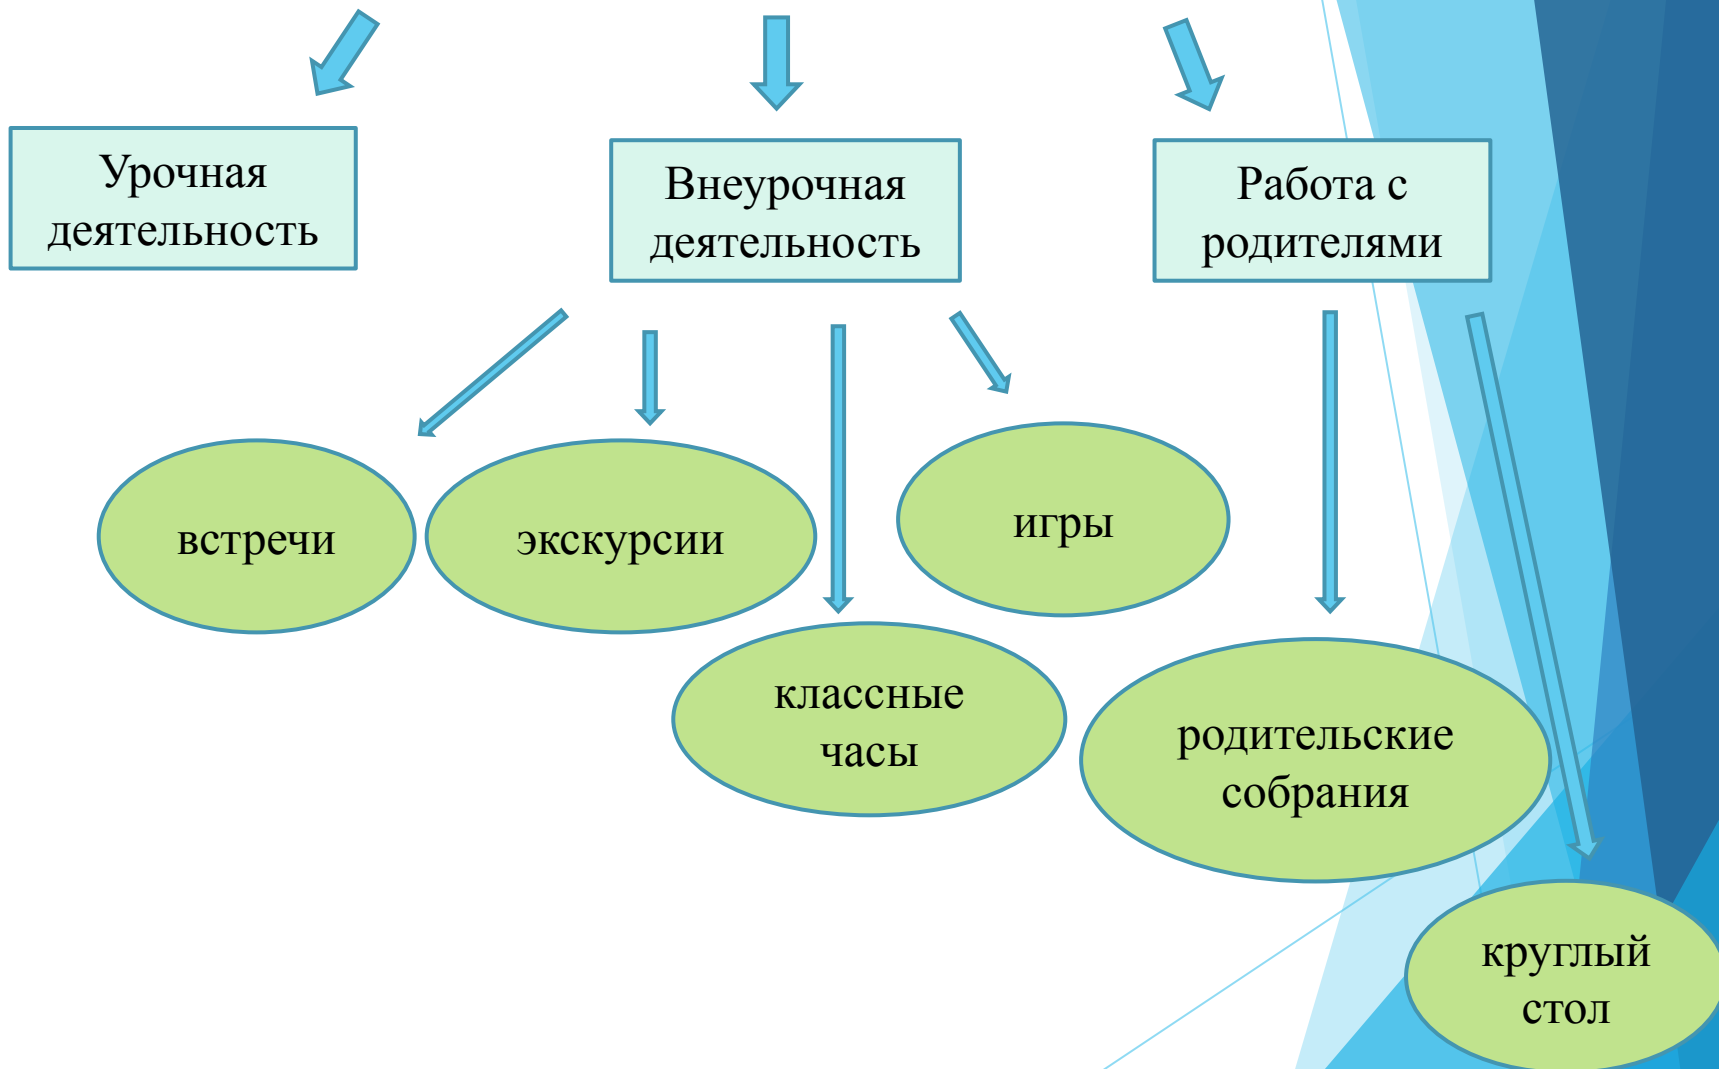 Урочная
деятельность
Внеурочная
деятельность
Работа с
родителями
встречи
экскурсии
игры
классные
часы
родительские
собрания
круглый
стол